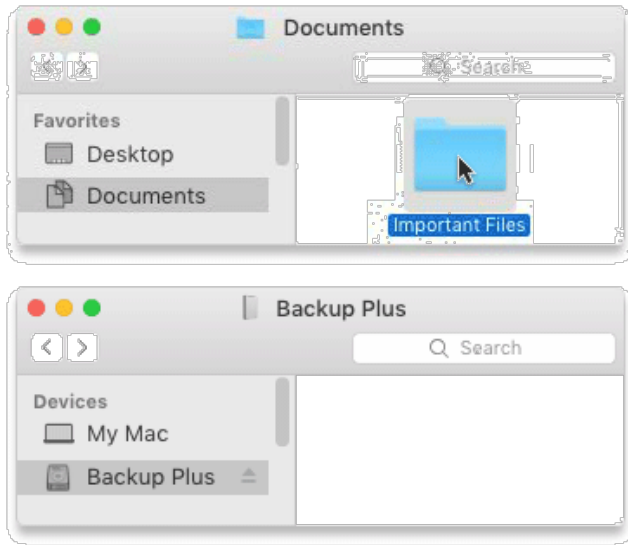 Documents
Search
Favorites
Desktop
Documents
Important Files
Backup Plus
Search
Devices
My Mac
Backup Plus